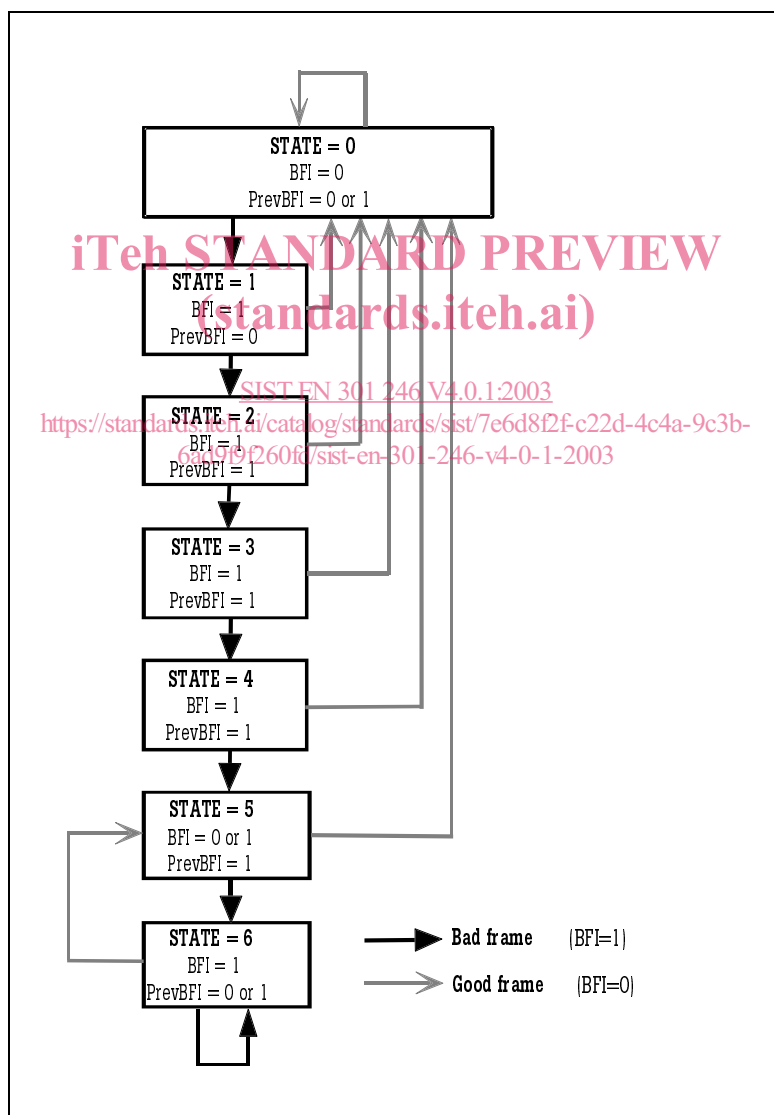 STATE = 0
BFI = 0
PrevBFI = 0 or 1
iTeh STANDARD PREVIEW
STATE = 1
BFI = 1
(standards.iteh.ai)
PrevBFI = 0
SIST EN 301 246 V4.0.1:2003
STATE = 2
https://standards.iteh.ai/catalog/standards/sist/7e6d8f2f-c22d-4c4a-9c3b-
BFI = 1
6ad9f9f260fd/sist-en-301-246-v4-0-1-2003
PrevBFI = 1
STATE = 3
BFI = 1
PrevBFI = 1
STATE = 4
BFI = 1
PrevBFI = 1
STATE = 5
BFI = 0 or 1
PrevBFI = 1
STATE = 6
BFI = 1
PrevBFI = 0 or 1
Bad frame (BFI=1)
Good frame (BFI=0)